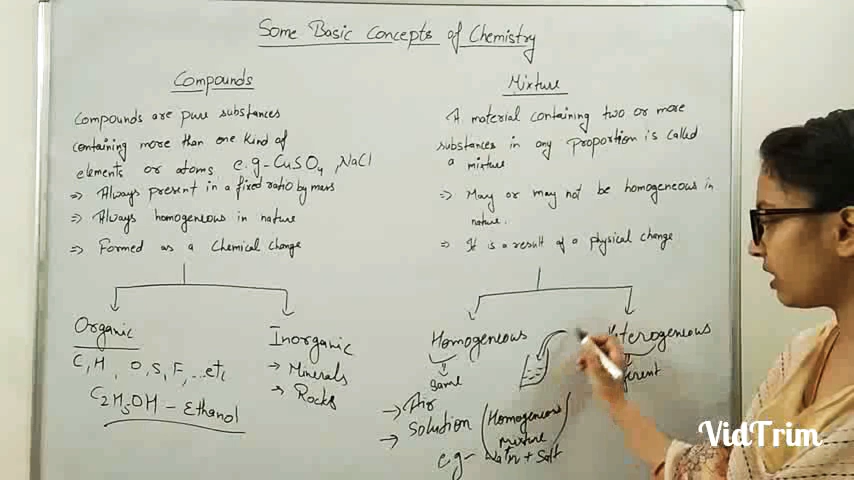 Some Basic Concepts of Chemistry
Compounds
Compounds are pure substances
containing more than one kind of
elements or atoms e.g-CuSO4, NaCl
⇒ Always present in a fixed ratio by mass
⇒ Always homogeneous in nature
⇒ Formed as a Chemical change
Organic
C, H, O, S, F, ...etc
C2H5OH - Ethanol
Inorganic
→ Minerals
→ Rocks
Mixture
A material containing two or more
substances in any proportion is called
a mixture
⇒ May or may not be homogeneous in
nature.
⇒ It is a result of a physical change
Homogeneous
Same
→ Air
→ Solution (Homogeneous
mixture
e.g- Water + Salt)
VidTrim